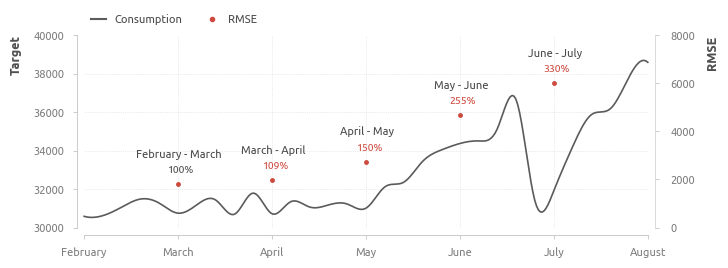 Consumption RMSE
Target
RMSE
40000
38000
36000
34000
32000
30000
8000
6000
4000
2000
0
February - March
100%
March - April
109%
April - May
150%
May - June
255%
June - July
330%
February March April May June July August